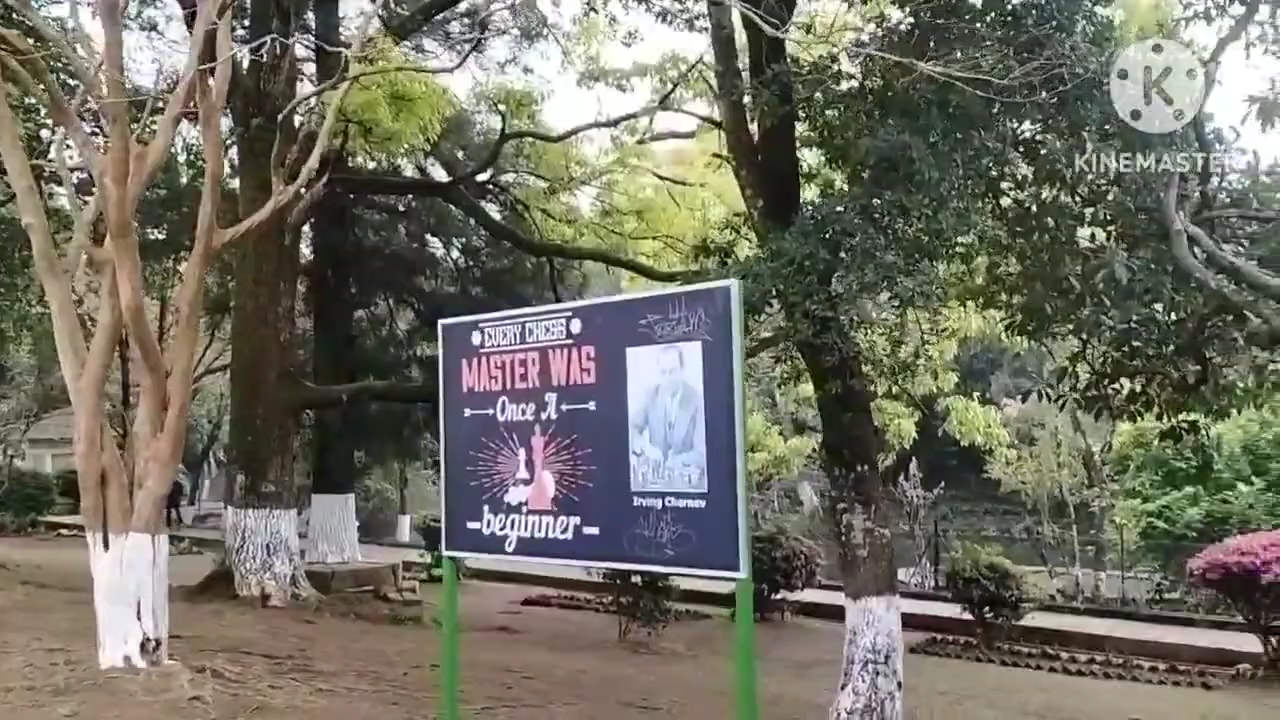 EVERY CHESS
MASTER WAS
Once A
beginner
Irving Chernev
K
KINEMASTER